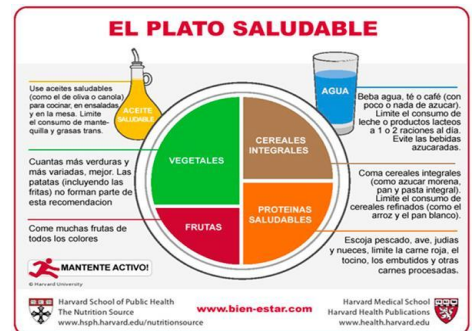 EL PLATO SALUDABLE
Use aceites saludables
(como el de oliva o canola)
para cocinar, en ensaladas
y en la mesa. Limite
el consumo de mante-
quilla y grasas trans.
ACEITE
SALUDABLE
AGUA
Beba agua, té o café (con
poco o nada de azucar).
Limite el consumo de
leche o productos lacteos
a 1 o 2 raciones al día.
Evite las bebidas
azucaradas.
VEGETALES
CEREALES
INTEGRALES
FRUTAS
PROTEINAS
SALUDABLES
Cuantas más verduras y
más variadas, mejor. Las
patatas (incluyendo las
fritas) no forman parte de
esta recomendacion
Coma cereales integrales
(como azucar morena,
pan y pasta integral).
Limite el consumo de
cereales refinados (como el
arroz y el pan blanco).
Come muchas frutas de
todos los colores
Escoja pescado, ave, judias
y nueces, limite la carne roja, el
tocino, los embutidos y otras
carnes procesadas.
MANTENTE ACTIVO!
© Harvard University
Harvard School of Public Health
The Nutrition Source
www.hsph.harvard.edu/nutritionsource
www.bien-estar.com
Harvard Medical School
Harvard Health Publications
www.health.harvard.edu